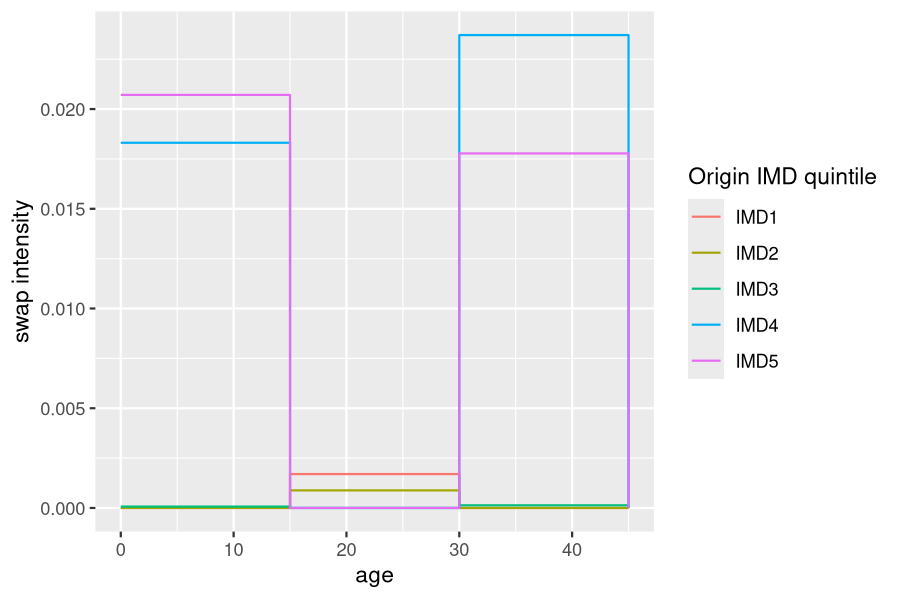 swap intensity
0.020
0.015
0.010
0.005
0.000
0
10
20
30
40
age
Origin IMD quintile
IMD1
IMD2
IMD3
IMD4
IMD5